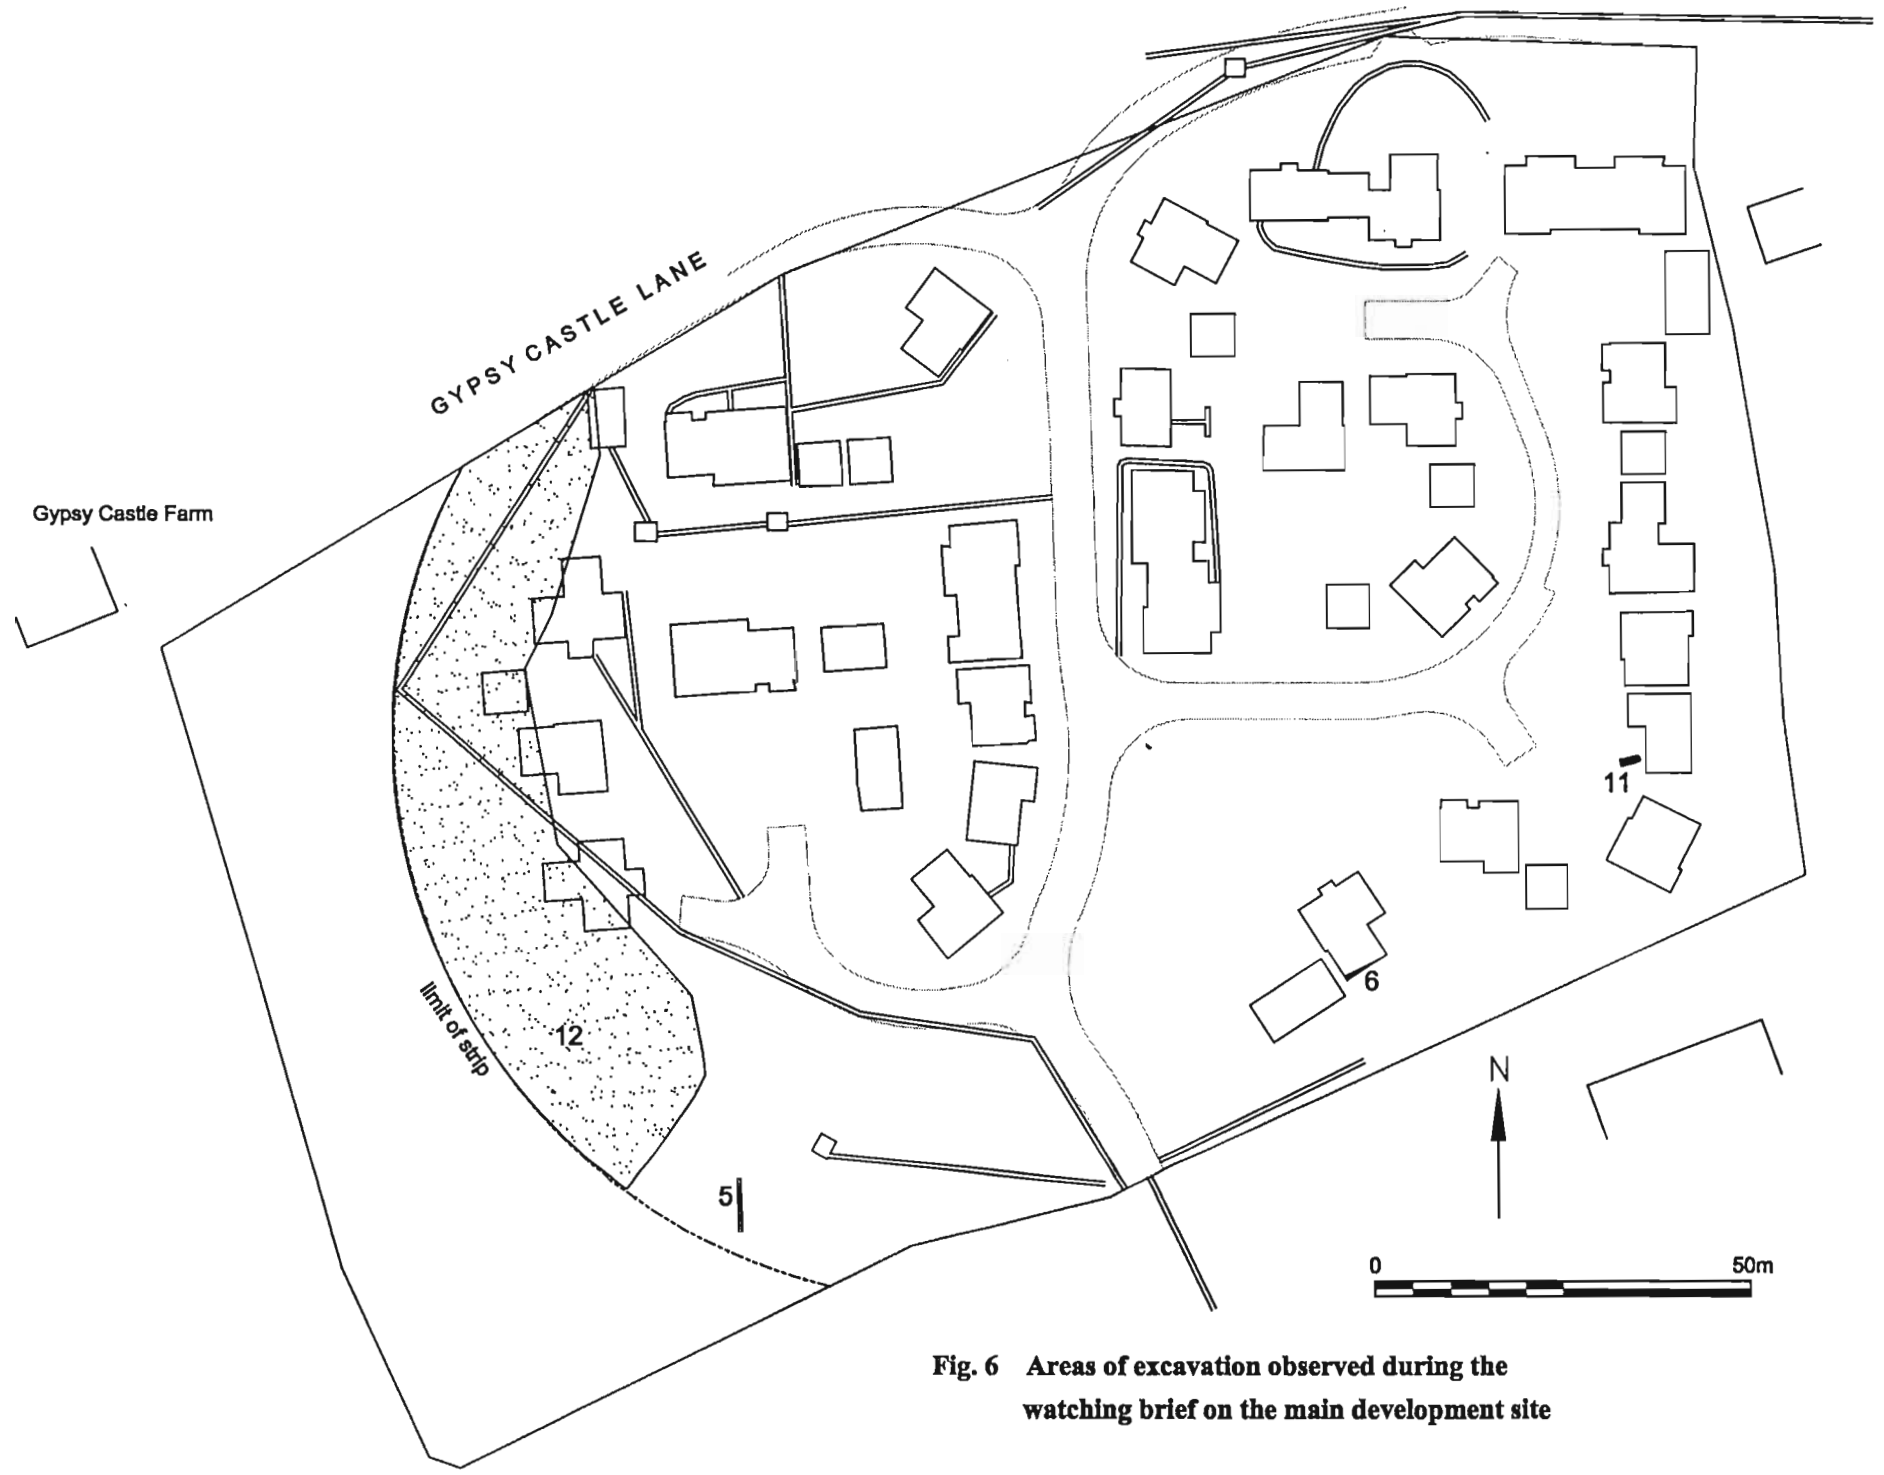 GYPSY CASTLE LANE
Gypsy Castle Farm
11
6
limit of strip
12
N
5
0 50m
Fig. 6 Areas of excavation observed during the
watching brief on the main development site